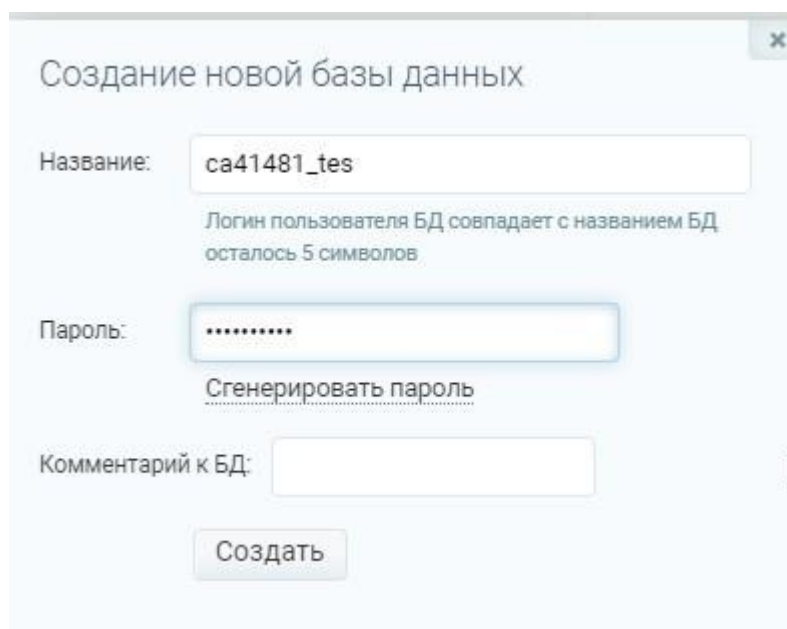 Создание новой базы данных
Название: ca41481_tes
Логин пользователя БД совпадает с названием БД
осталось 5 символов
Пароль: ••••••••••
Сгенерировать пароль
Комментарий к БД:
Создать